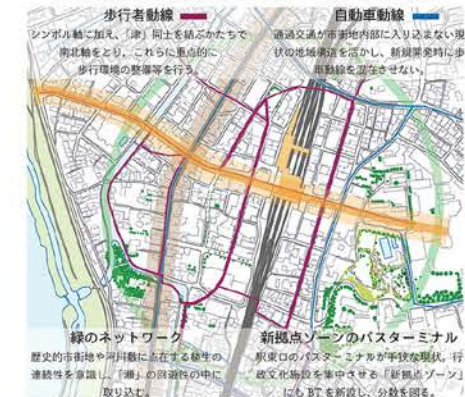 歩行者動線
シンボル軸に加え、「津」同士を結ぶかたちで
南北軸をとり、これらに重点的に
歩行環境の整備等を行う。
自動車動線
通過交通が市街地内部に入り込まない現
状の地域構造を活かし、新規開発時に歩
車動線を混在させない。
緑のネットワーク
歴史的市街地や河川敷に点在する緑生の
連続性を意識し、「瀬」の回遊性の中に
取り込む。
新拠点ゾーンのバスターミナル
駅東口のバスターミナルが手狭な現状、行
政文化施設を集中させる「新拠点ゾーン」
にも BT を新設し、分散を図る。